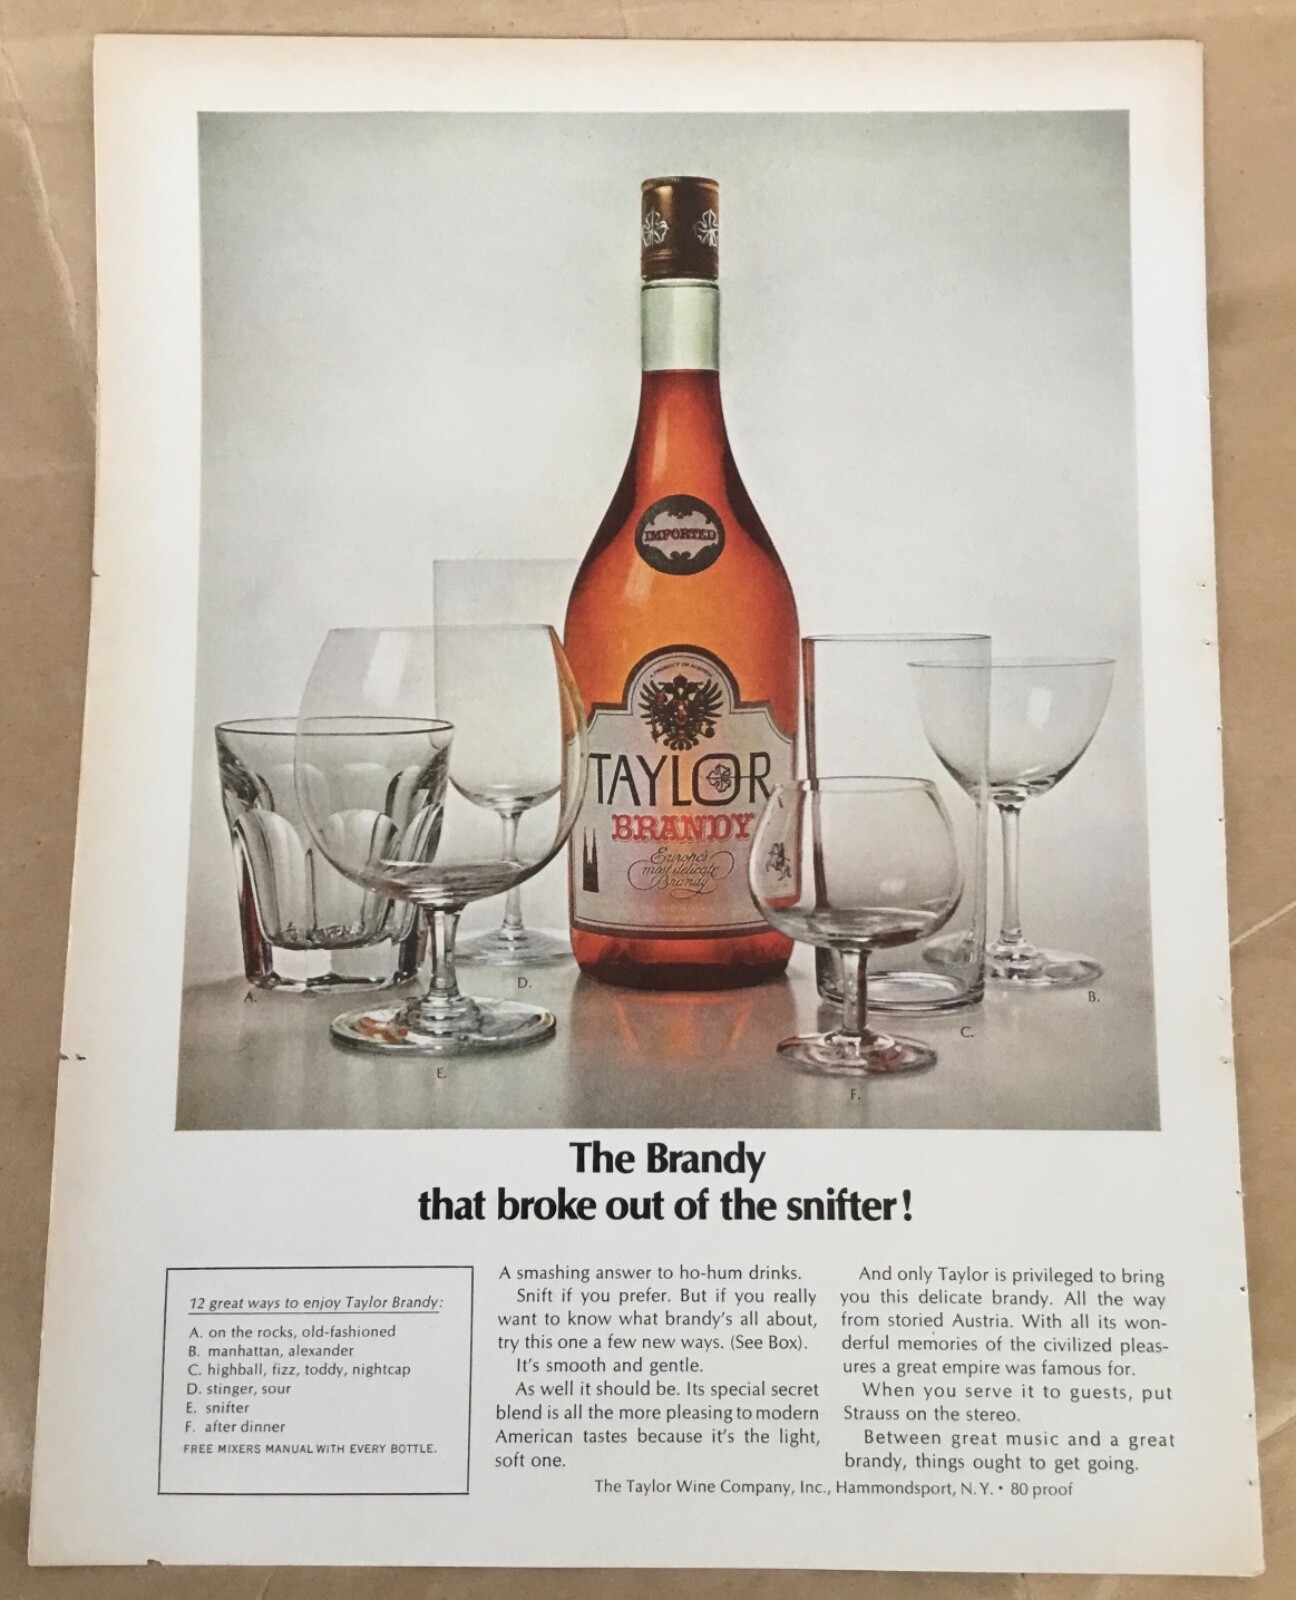 IMPORTED
A PRODUCT OF AUSTRIA
TAYLOR
BRANDY
Europe's
most delicate
Brandy
A.
D.
B.
C.
E.
F.
The Brandy
that broke out of the snifter!
12 great ways to enjoy Taylor Brandy:
A. on the rocks, old-fashioned
B. manhattan, alexander
C. highball, fizz, toddy, nightcap
D. stinger, sour
E. snifter
F. after dinner
FREE MIXERS MANUAL WITH EVERY BOTTLE.
A smashing answer to ho-hum drinks.
Snift if you prefer. But if you really
want to know what brandy's all about,
try this one a few new ways. (See Box).
It's smooth and gentle.
As well it should be. Its special secret
blend is all the more pleasing to modern
American tastes because it's the light,
soft one.
And only Taylor is privileged to bring
you this delicate brandy. All the way
from storied Austria. With all its won-
derful memories of the civilized pleas-
ures a great empire was famous for.
When you serve it to guests, put
Strauss on the stereo.
Between great music and a great
brandy, things ought to get going.
The Taylor Wine Company, Inc., Hammondsport, N.Y. • 80 proof